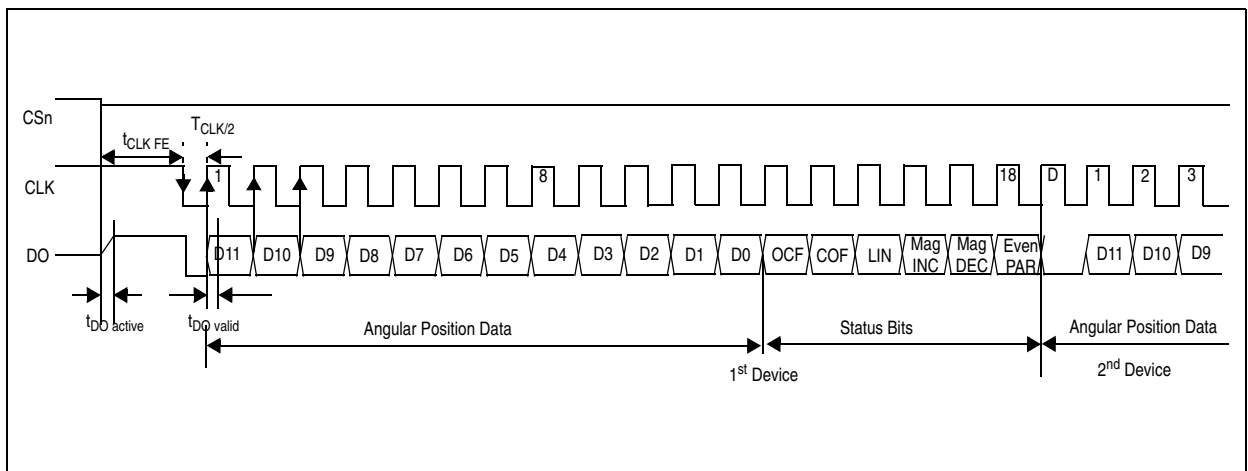 CSn
tCLK FE
TCLK/2
CLK
1
8
18
D
1
2
3
DO
D11
D10
D9
D8
D7
D6
D5
D4
D3
D2
D1
D0
OCF
COF
LIN
Mag
INC
Mag
DEC
Even
PAR
D11
D10
D9
tDO active
tDO valid
Angular Position Data
Status Bits
Angular Position Data
1st Device
2nd Device